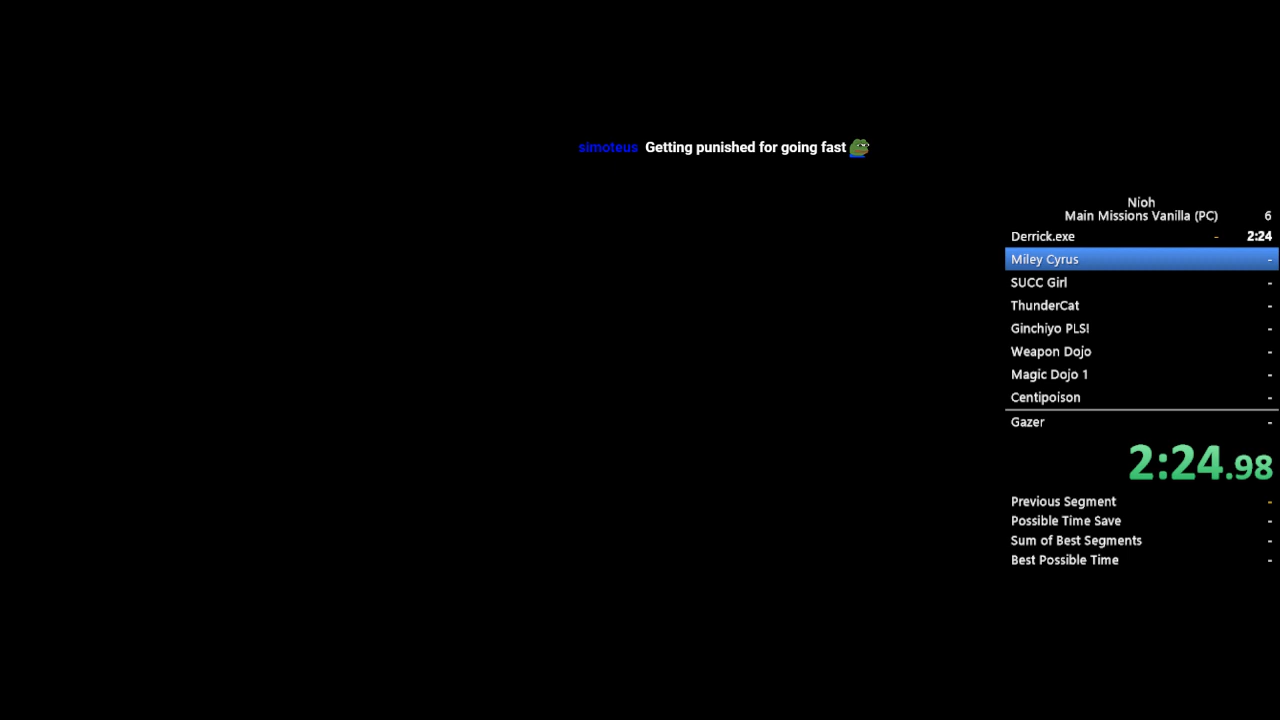 simoteus Getting punished for going fast
Nioh
Main Missions Vanilla (PC) 6
Derrick.exe - 2:24
Miley Cyrus -
SUCC Girl -
ThunderCat -
Ginchiyo PLS! -
Weapon Dojo -
Magic Dojo 1 -
Centipoison -
Gazer -
2:24.98
Previous Segment -
Possible Time Save -
Sum of Best Segments -
Best Possible Time -